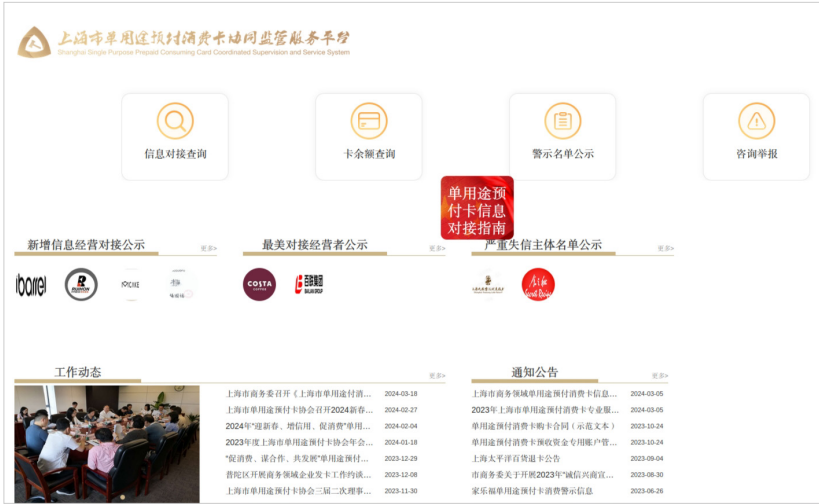 上海市单用途预付消费卡协同监管服务平台
Shanghai Single Purpose Prepaid Consuming Card Coordinated Supervision and Service System
信息对接查询
卡余额查询
警示名单公示
咨询举报
单用途预
付卡信息
对接指南
新增信息经营对接公示
更多»
最美对接经营者公示
更多»
严重失信主体名单公示
更多»
COSTA
COFFEE
百联集团
BAILIAN GROUP
工作动态
更多»
上海市商务委召开《上海市单用途预付消... 2024-03-18
上海市单用途预付卡协会召开2024新春... 2024-02-27
2024年“迎新春、增信用、促消费”单用... 2024-02-04
2023年度上海市单用途预付卡协会年会... 2024-01-18
“促消费、谋合作、共发展”单用途预付... 2023-12-29
普陀区开展商务领域企业发卡工作约谈... 2023-12-08
上海市单用途预付卡协会三届二次理事... 2023-11-30
通知公告
更多»
上海市商务领域单用途预付消费卡信息... 2024-03-05
2023年上海市单用途预付消费卡专业服... 2024-03-05
单用途预付消费卡购卡合同（示范文本） 2023-10-24
单用途预付消费卡预收资金专用账户管... 2023-10-24
上海太平洋百货退卡公告 2023-09-04
市商务委关于开展2023年“诚信兴商宣... 2023-08-30
家乐福单用途预付卡消费警示信息 2023-06-26